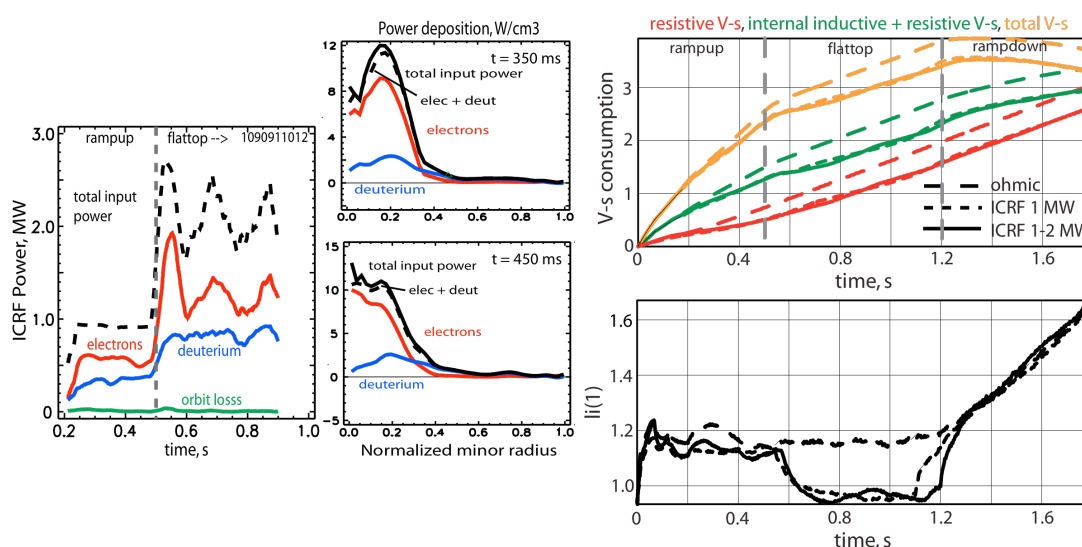 ICRF Power, MW
3.0
2.0
1.0
0
rampup
flattop -->
1090911012
total input
power
electrons
deuterium
orbit losss
0.2
0.4
0.6
0.8
1.0
time, s
Power deposition, W/cm3
12
8
4
0
t = 350 ms
total input power
elec + deut
electrons
deuterium
0.0
0.2
0.4
0.6
0.8
1.0
15
10
5
0
−5
t = 450 ms
total input power
elec + deut
electrons
deuterium
0.0
0.2
0.4
0.6
0.8
1.0
Normalized minor radius
resistive V-s, internal inductive + resistive V-s, total V-s
rampup
flattop
rampdown
V-s consumption
3
2
1
0
ohmic
ICRF 1 MW
ICRF 1-2 MW
0
0.4
0.8
1.2
1.6
time, s
li(1)
1.6
1.4
1.2
1.0
0
0.4
0.8
1.2
1.6
time, s